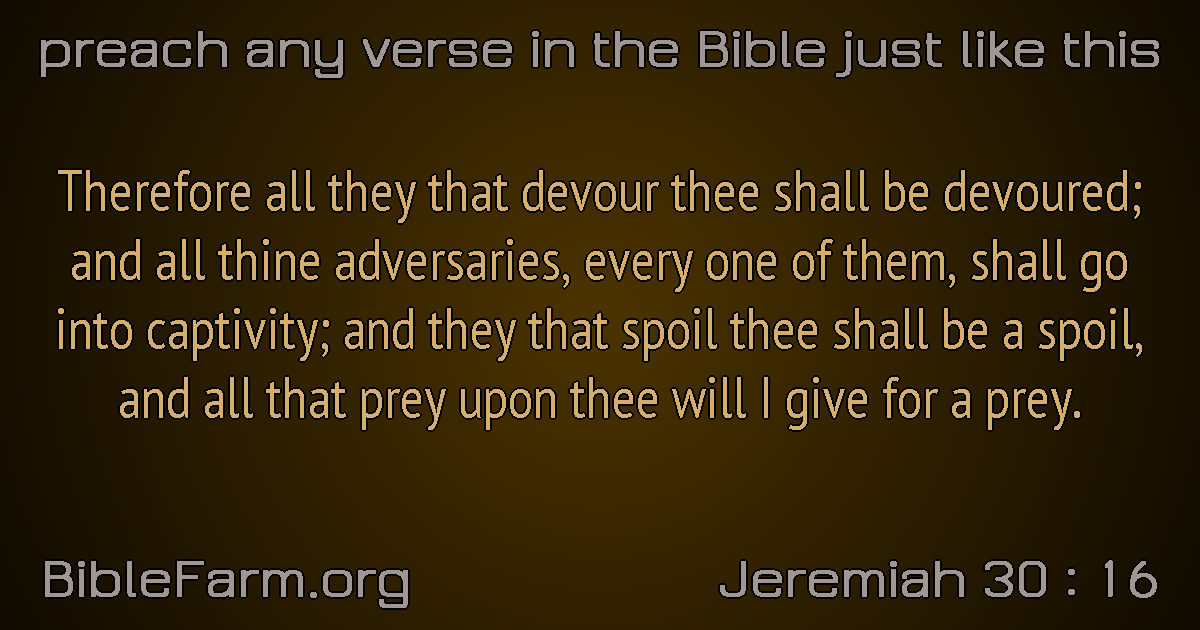 preach any verse in the Bible just like this
Therefore all they that devour thee shall be devoured;
and all thine adversaries, every one of them, shall go
into captivity; and they that spoil thee shall be a spoil,
and all that prey upon thee will I give for a prey.
BibleFarm.org
Jeremiah 30 : 16